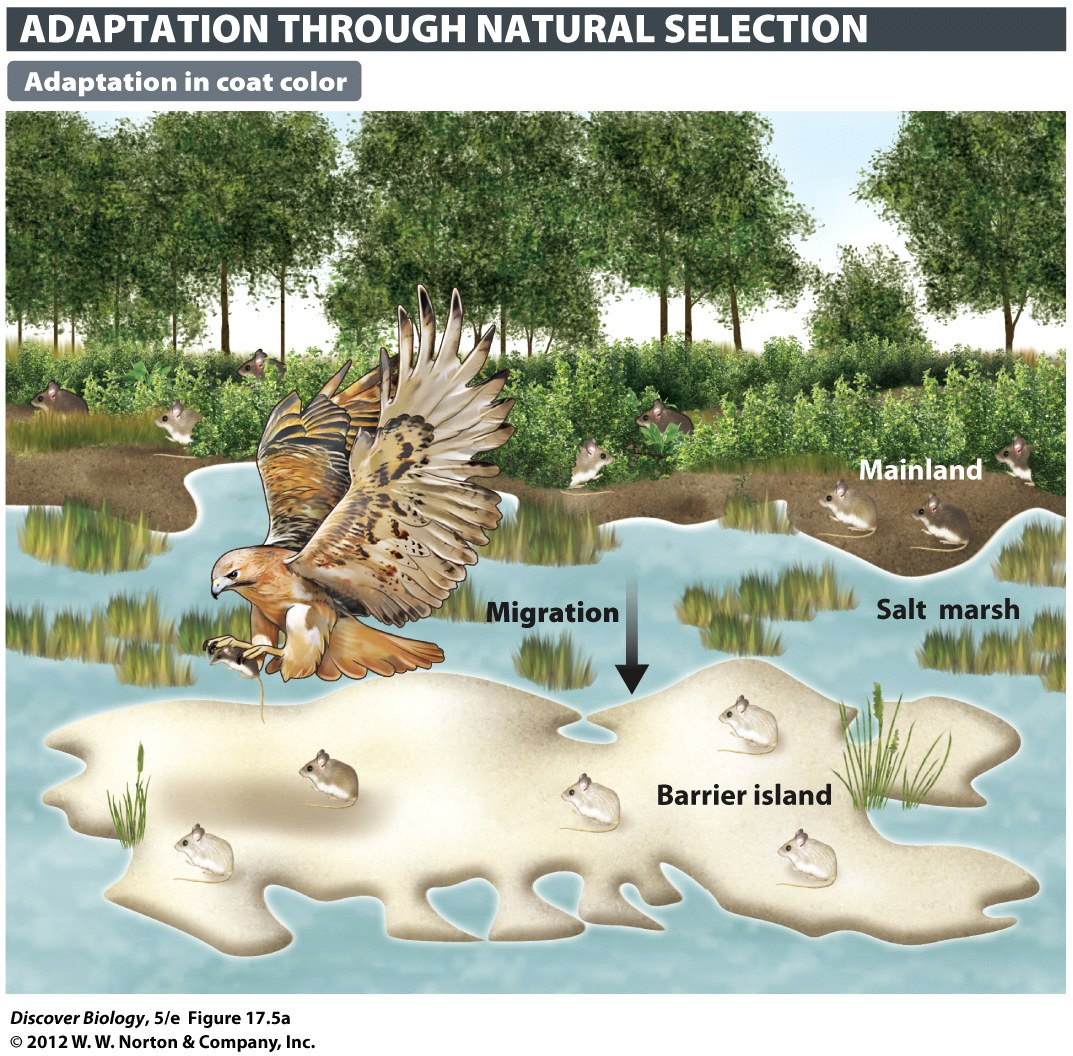 ADAPTATION THROUGH NATURAL SELECTION
Adaptation in coat color
Mainland
Migration
Salt marsh
Barrier island
Discover Biology, 5/e Figure 17.5a
© 2012 W. W. Norton & Company, Inc.